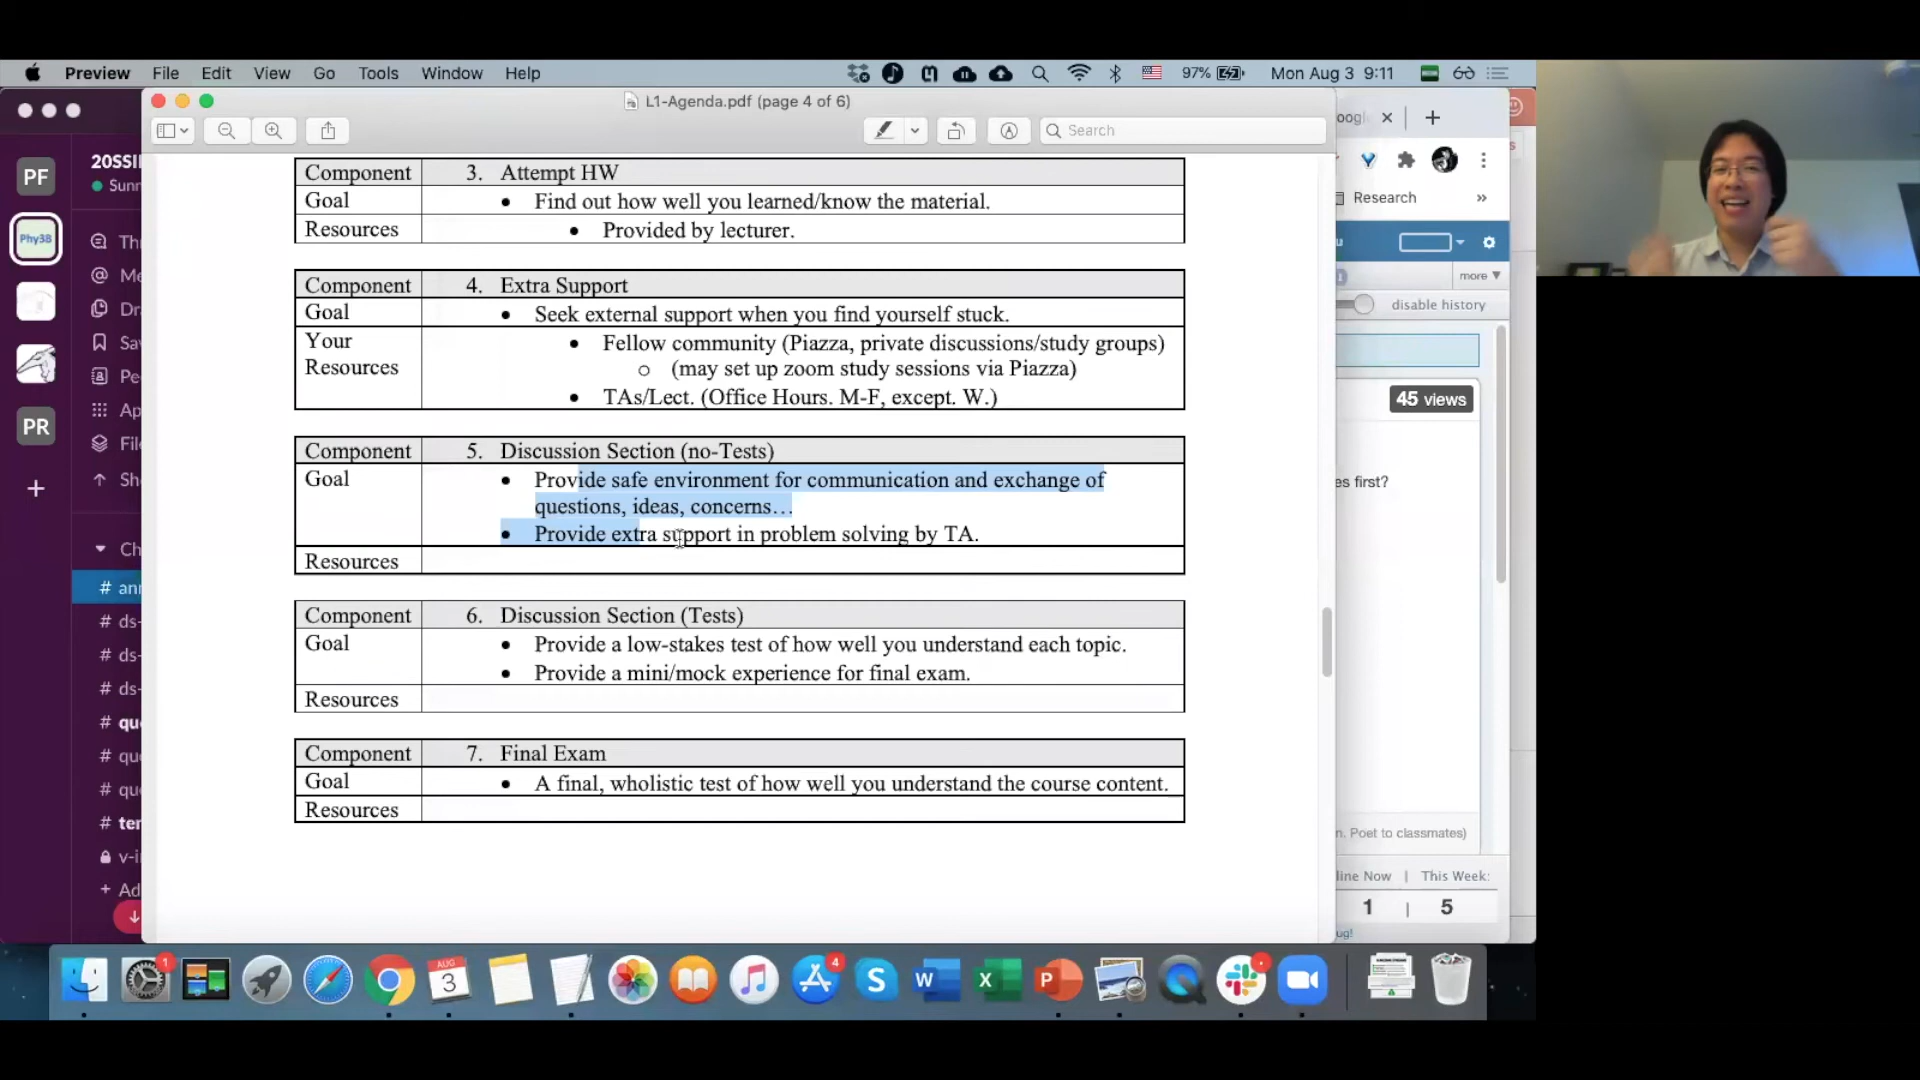 Preview File Edit View Go Tools Window Help
97% Mon Aug 3 9:11
L1-Agenda.pdf (page 4 of 6)
Search
PF
Phy38
PR
Component 3. Attempt HW
Goal • Find out how well you learned/know the material.
Resources • Provided by lecturer.
Component 4. Extra Support
Goal • Seek external support when you find yourself stuck.
Your Resources • Fellow community (Piazza, private discussions/study groups)
o (may set up zoom study sessions via Piazza)
• TAs/Lect. (Office Hours. M-F, except. W.)
Component 5. Discussion Section (no-Tests)
Goal • Provide safe environment for communication and exchange of
questions, ideas, concerns…
• Provide extra support in problem solving by TA.
Resources
Component 6. Discussion Section (Tests)
Goal • Provide a low-stakes test of how well you understand each topic.
• Provide a mini/mock experience for final exam.
Resources
Component 7. Final Exam
Goal • A final, wholistic test of how well you understand the course content.
Resources
Research
more
disable history
45 views
es first?
n. Poet to classmates)
line Now | This Week:
1 | 5
ug!
AUG
3
1
4